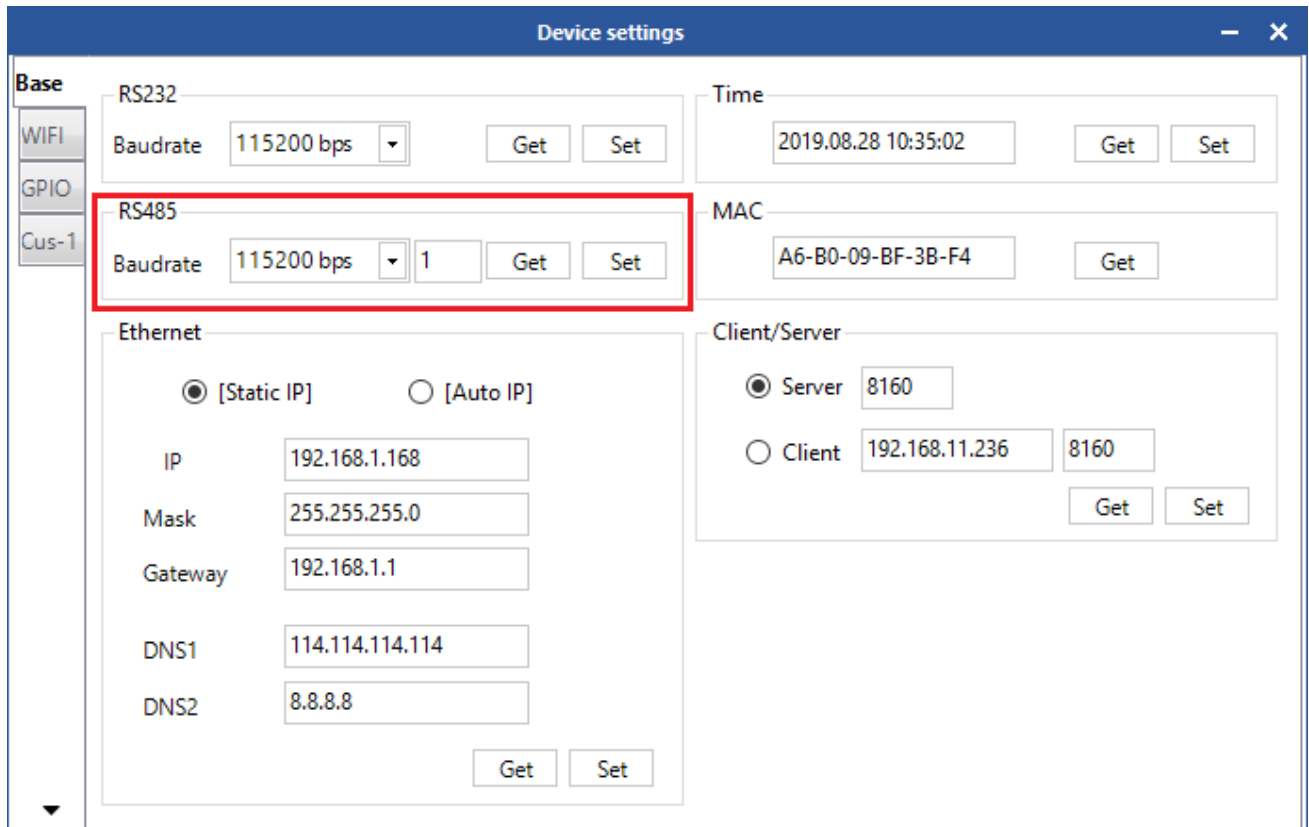 Device settings
Base
WIFI
GPIO
Cus-1
RS232
Baudrate 115200 bps Get Set
RS485
Baudrate 115200 bps 1 Get Set
Ethernet
[Static IP] [Auto IP]
IP 192.168.1.168
Mask 255.255.255.0
Gateway 192.168.1.1
DNS1 114.114.114.114
DNS2 8.8.8.8
Get Set
Time
2019.08.28 10:35:02 Get Set
MAC
A6-B0-09-BF-3B-F4 Get
Client/Server
Server 8160
Client 192.168.11.236 8160
Get Set